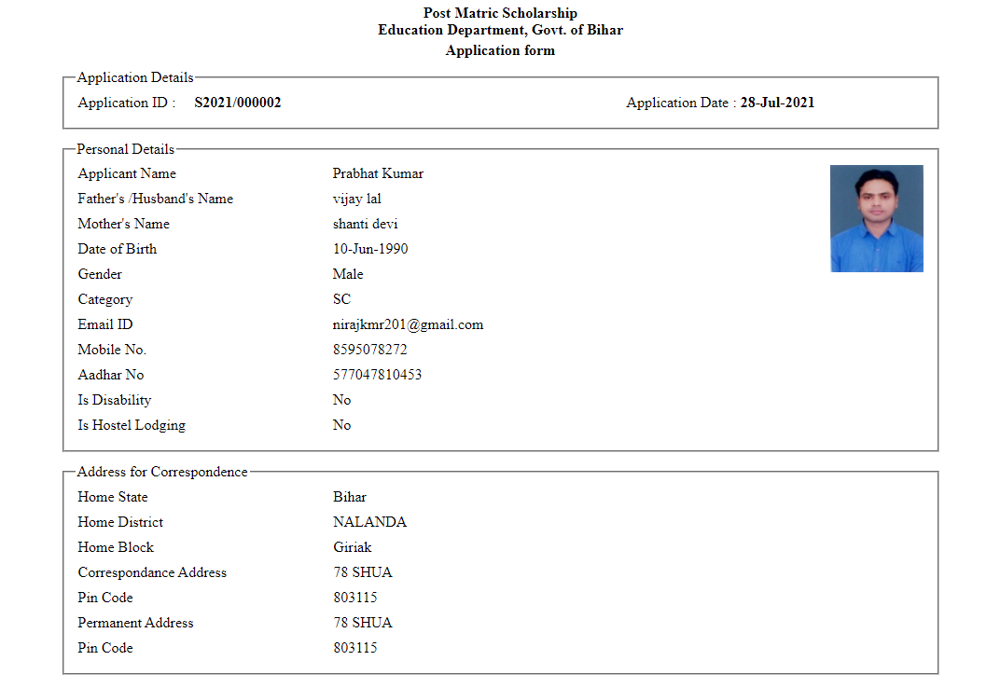 Post Matric Scholarship
Education Department, Govt. of Bihar
Application form
Application Details
Application ID : S2021/000002 Application Date : 28-Jul-2021
Personal Details
Applicant Name Prabhat Kumar
Father's /Husband's Name vijay lal
Mother's Name shanti devi
Date of Birth 10-Jun-1990
Gender Male
Category SC
Email ID nirajkmr201@gmail.com
Mobile No. 8595078272
Aadhar No 577047810453
Is Disability No
Is Hostel Lodging No
Address for Correspondence
Home State Bihar
Home District NALANDA
Home Block Giriak
Correspondance Address 78 SHUA
Pin Code 803115
Permanent Address 78 SHUA
Pin Code 803115